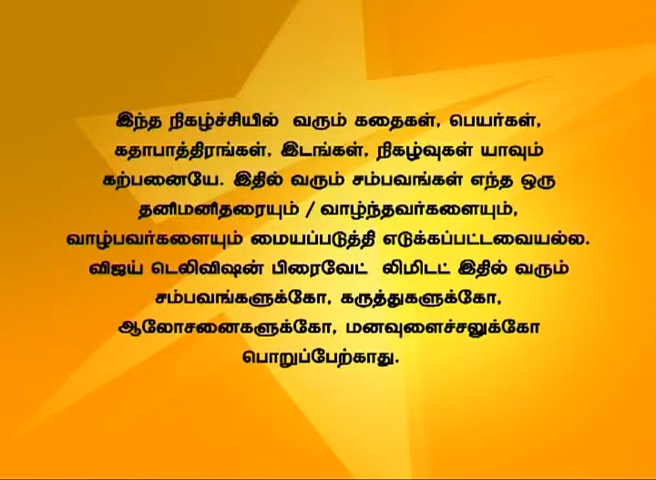 இந்த நிகழ்ச்சியில் வரும் கதைகள், பெயர்கள்,
கதாபாத்திரங்கள், இடங்கள், நிகழ்வுகள் யாவும்
கற்பனையே. இதில் வரும் சம்பவங்கள் எந்த ஒரு
தனிமனிதரையும் / வாழ்ந்தவர்களையும்,
வாழ்பவர்களையும் மையப்படுத்தி எடுக்கப்பட்டவையல்ல.
விஜய் டெலிவிஷன் பிரைவேட் லிமிடட் இதில் வரும்
சம்பவங்களுக்கோ, கருத்துகளுக்கோ,
ஆலோசனைகளுக்கோ, மனவுளைச்சலுக்கோ
பொறுப்பேற்காது.